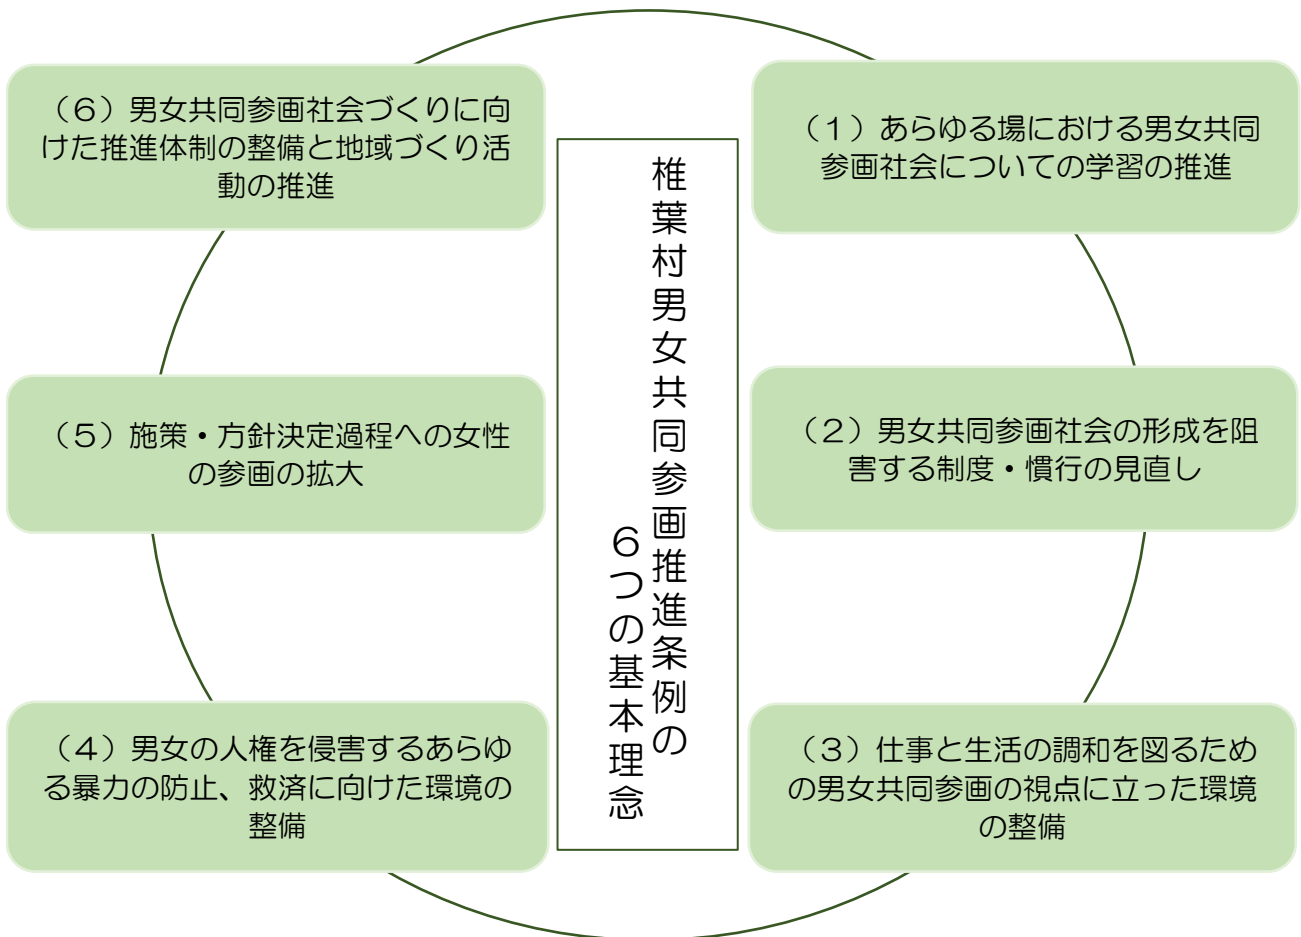 椎葉村男女共同参画推進条例の
６つの基本理念
（１）あらゆる場における男女共同
参画社会についての学習の推進
（２）男女共同参画社会の形成を阻
害する制度・慣行の見直し
（３）仕事と生活の調和を図るため
の男女共同参画の視点に立った環境
の整備
（４）男女の人権を侵害するあらゆ
る暴力の防止、救済に向けた環境の
整備
（５）施策・方針決定過程への女性
の参画の拡大
（６）男女共同参画社会づくりに向
けた推進体制の整備と地域づくり活
動の推進